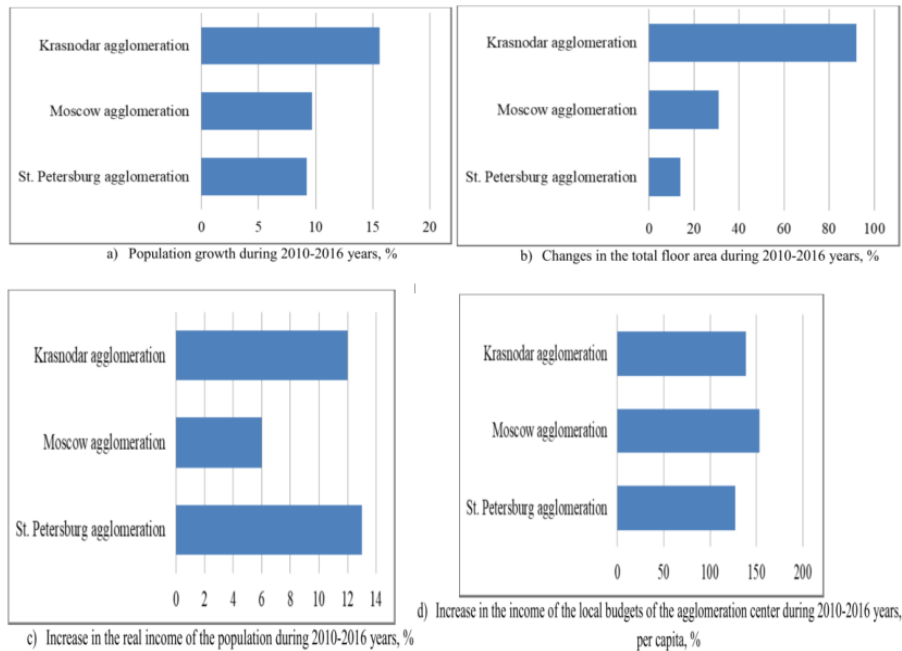 Krasnodar agglomeration
Moscow agglomeration
St. Petersburg agglomeration
0 5 10 15 20
a) Population growth during 2010-2016 years, %
Krasnodar agglomeration
Moscow agglomeration
St. Petersburg agglomeration
0 20 40 60 80 100
b) Changes in the total floor area during 2010-2016 years, %
Krasnodar agglomeration
Moscow agglomeration
St. Petersburg agglomeration
0 2 4 6 8 10 12 14
c) Increase in the real income of the population during 2010-2016 years, %
Krasnodar agglomeration
Moscow agglomeration
St. Petersburg agglomeration
0 50 100 150 200
d) Increase in the income of the local budgets of the agglomeration center during 2010-2016 years,
per capita, %